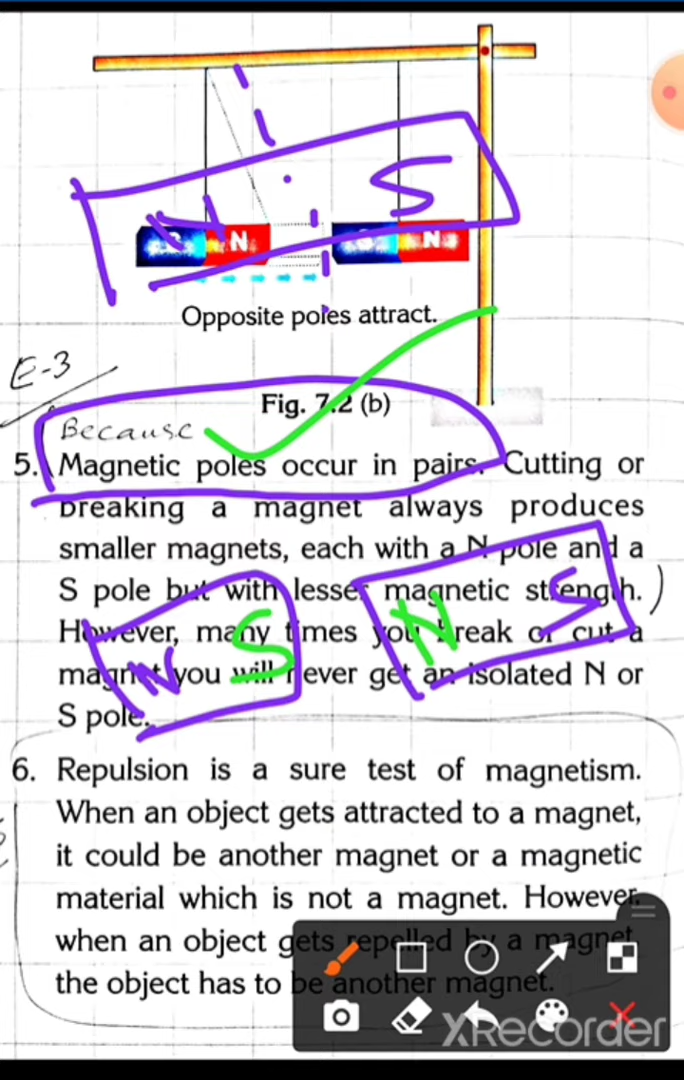 N S
S N S N
Opposite poles attract.
E-3
Fig. 7.2 (b)
Because
5. Magnetic poles occur in pairs. Cutting or
breaking a magnet always produces
smaller magnets, each with a N pole and a
S pole but with lesser magnetic strength.
However, many times you break or cut a
magnet you will never get an isolated N or
S pole.
N S N S
6. Repulsion is a sure test of magnetism.
When an object gets attracted to a magnet,
it could be another magnet or a magnetic
material which is not a magnet. However,
when an object gets repelled by a magnet,
the object has to be another magnet.
XRecorder